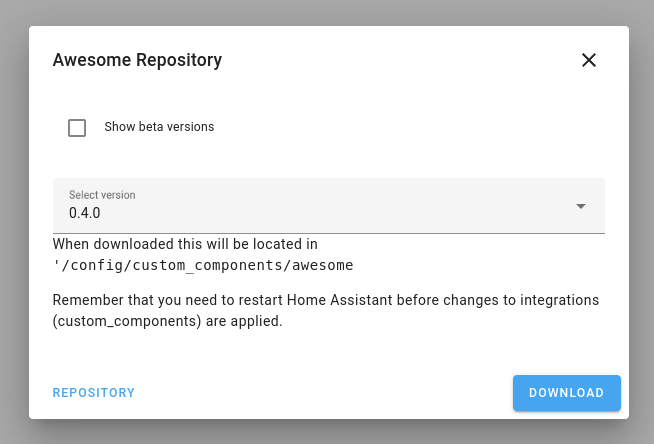 Awesome Repository
Show beta versions
Select version
0.4.0
When downloaded this will be located in
'/config/custom_components/awesome
Remember that you need to restart Home Assistant before changes to integrations
(custom_components) are applied.
REPOSITORY
DOWNLOAD